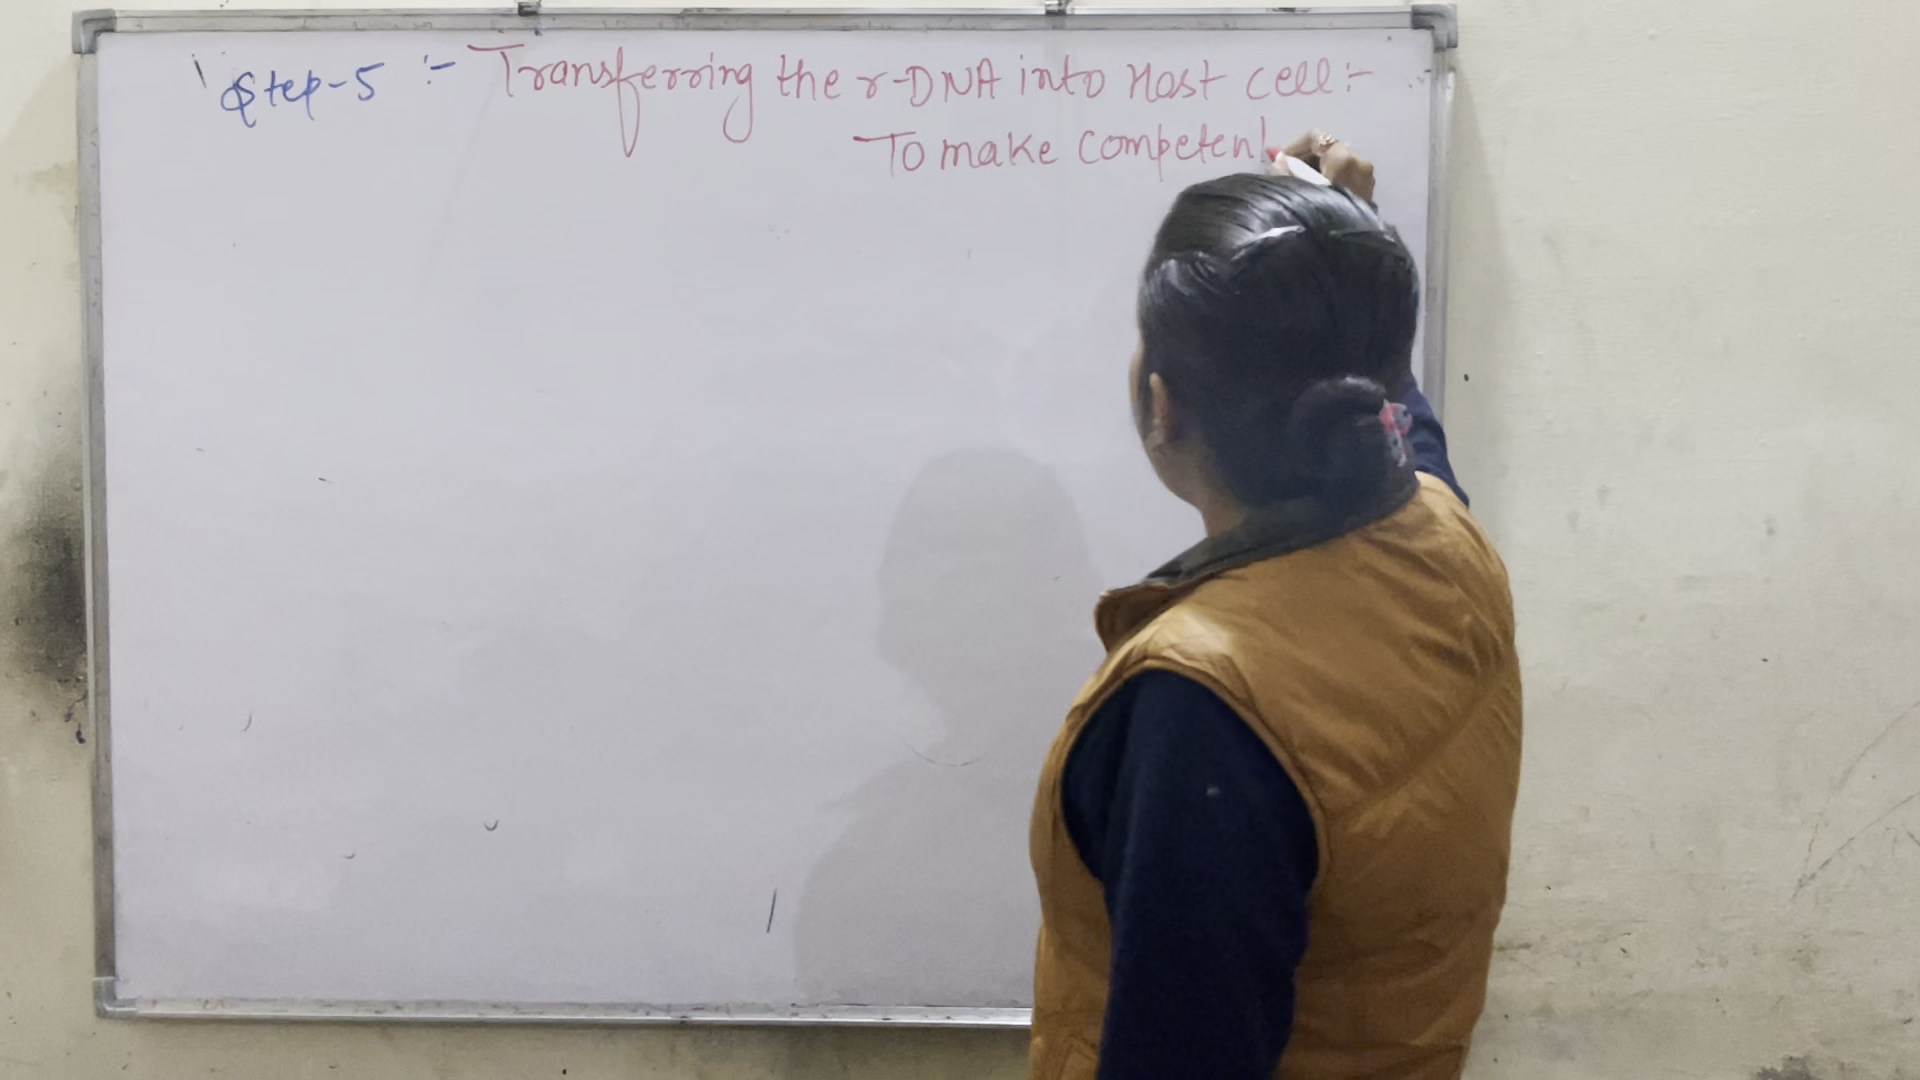 Step-5 :- Transferring the r-DNA into Host cell:-
To make Competent